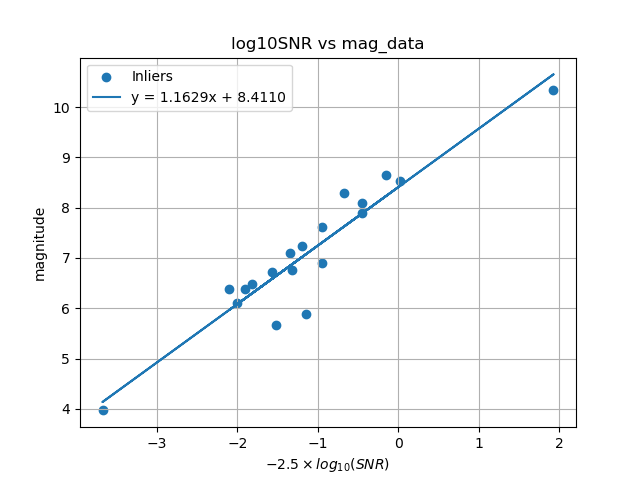 log10SNR vs mag_data
Inliers
y = 1.1629x + 8.4110
magnitude
10
9
8
7
6
5
4
−3 −2 −1 0 1 2
−2.5 × log₁₀(SNR)